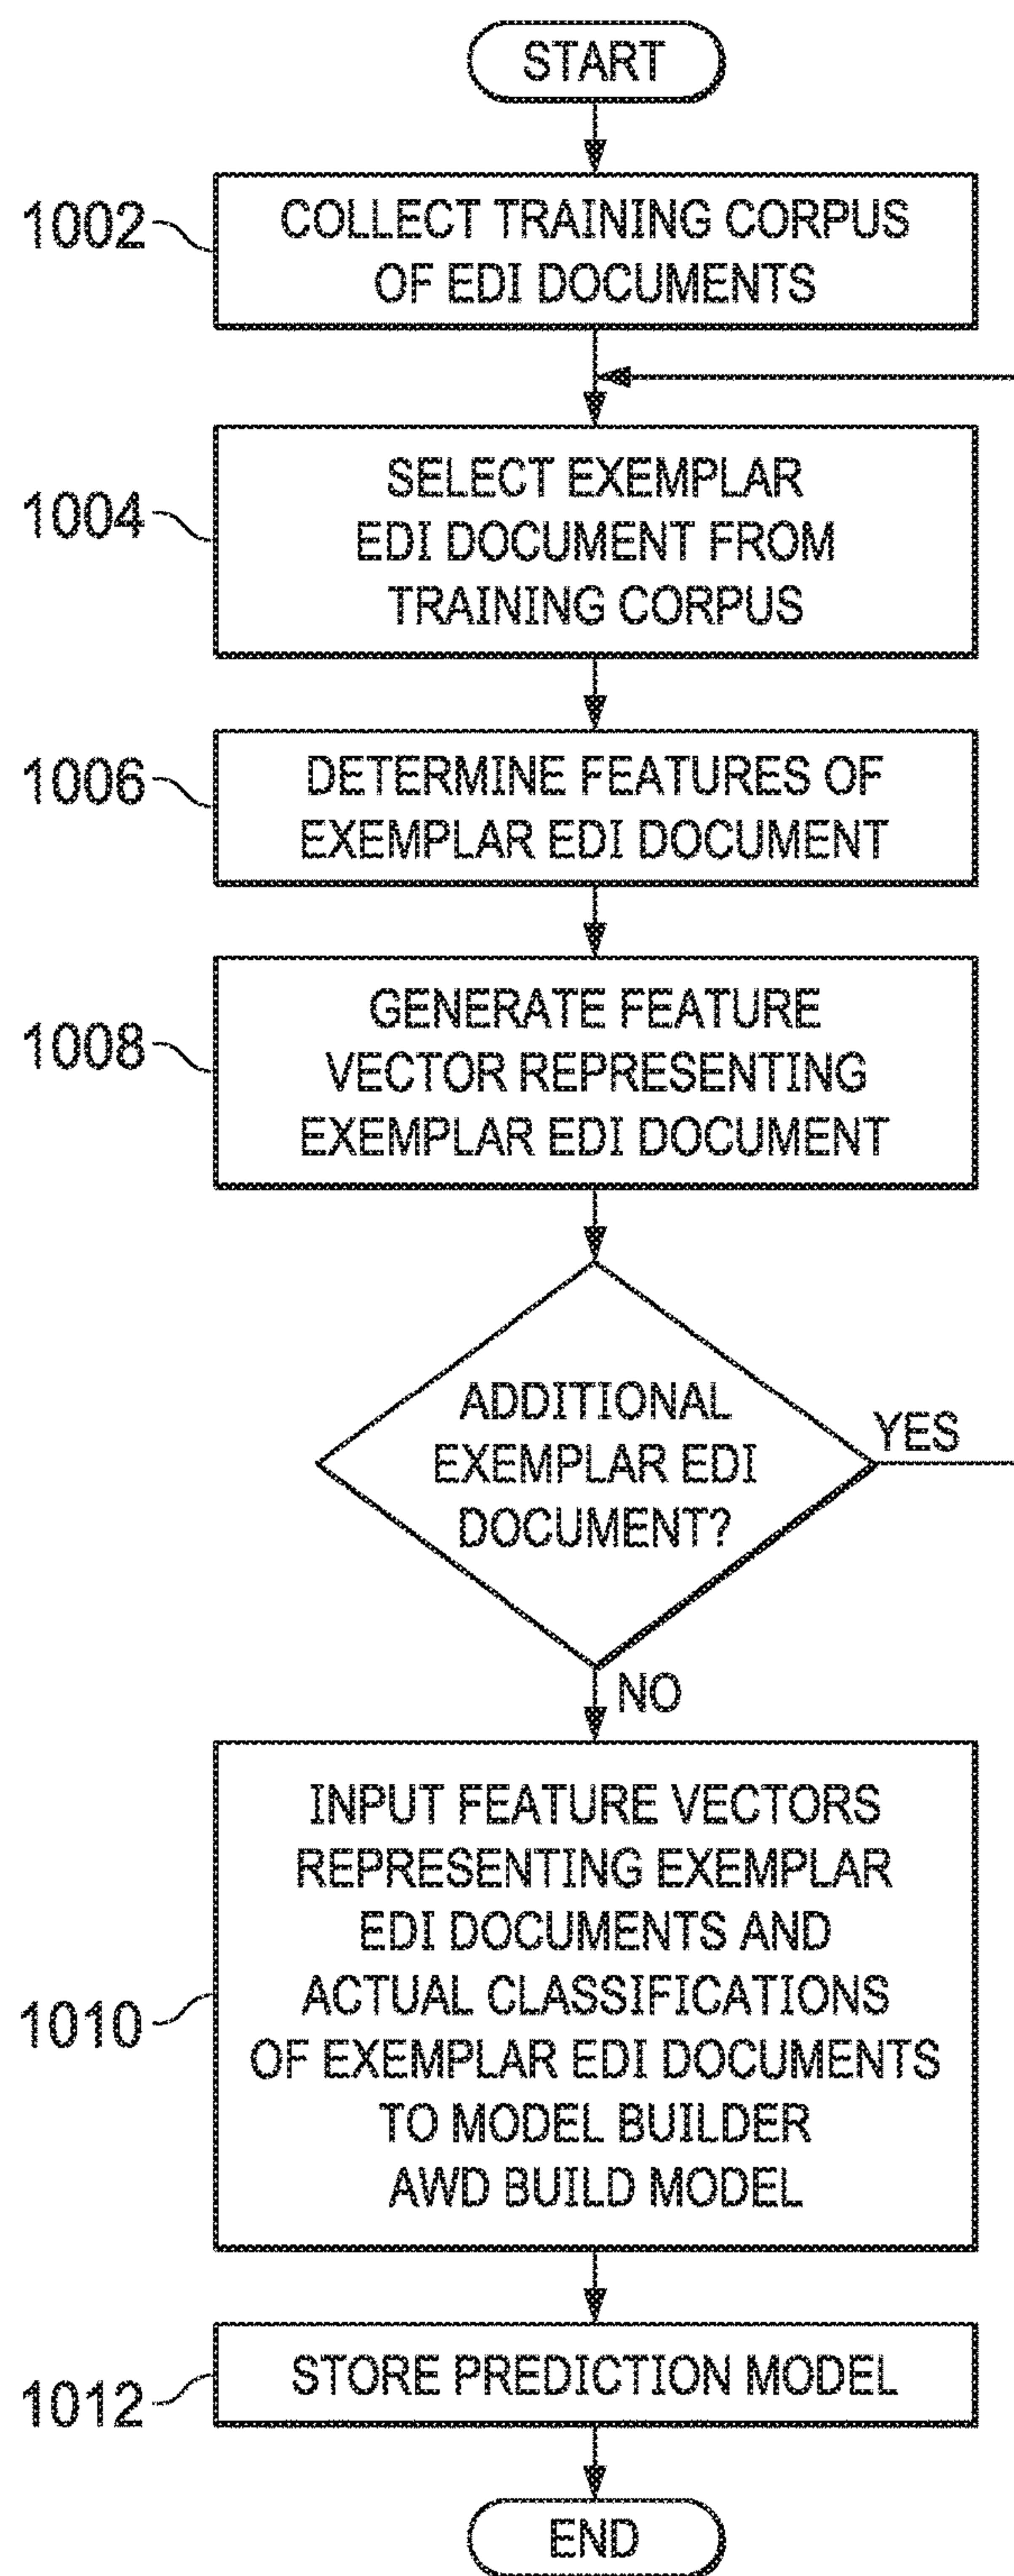 START
1002
COLLECT TRAINING CORPUS
OF EDI DOCUMENTS
1004
SELECT EXEMPLAR
EDI DOCUMENT FROM
TRAINING CORPUS
1006
DETERMINE FEATURES OF
EXEMPLAR EDI DOCUMENT
1008
GENERATE FEATURE
VECTOR REPRESENTING
EXEMPLAR EDI DOCUMENT
ADDITIONAL
EXEMPLAR EDI
DOCUMENT?
YES
NO
1010
INPUT FEATURE VECTORS
REPRESENTING EXEMPLAR
EDI DOCUMENTS AND
ACTUAL CLASSIFICATIONS
OF EXEMPLAR EDI DOCUMENTS
TO MODEL BUILDER
AWD BUILD MODEL
1012
STORE PREDICTION MODEL
END